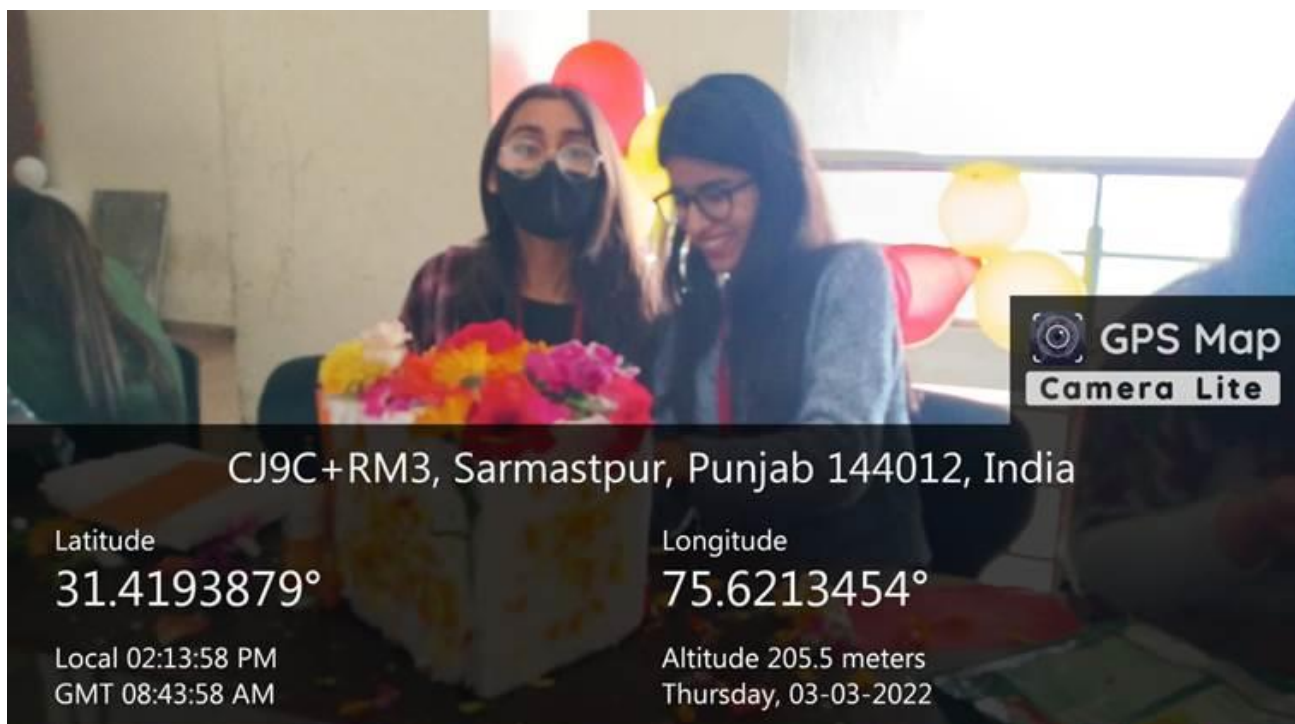 GPS Map
Camera Lite
CJ9C+RM3, Sarmastpur, Punjab 144012, India
Latitude
31.4193879°
Longitude
75.6213454°
Local 02:13:58 PM
GMT 08:43:58 AM
Altitude 205.5 meters
Thursday, 03-03-2022